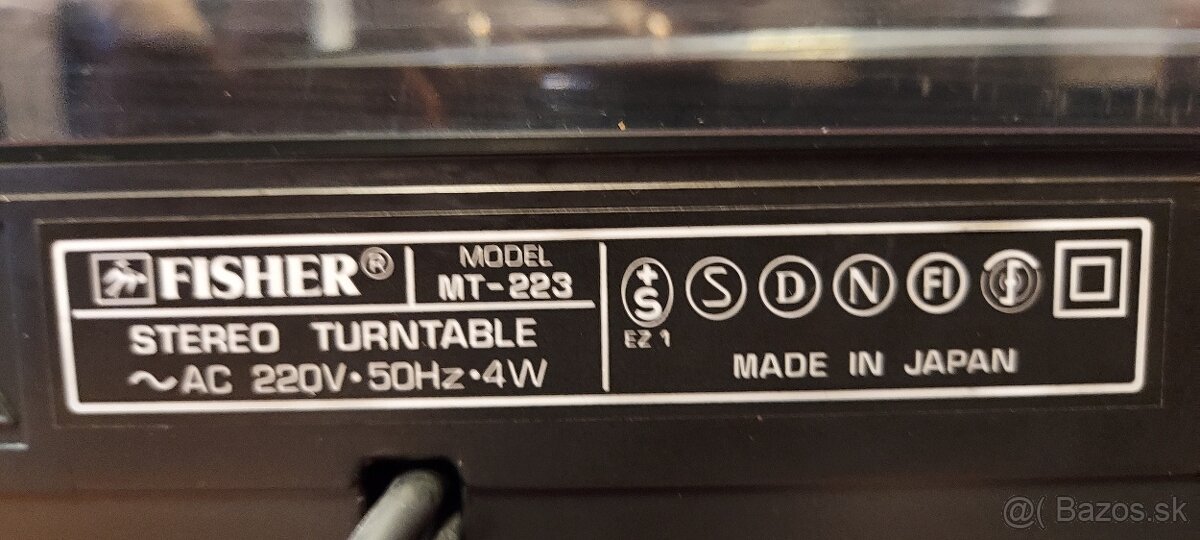 FISHER®
MODEL
MT-223
STEREO TURNTABLE
~AC 220V·50Hz·4W
+S S D N FI
EZ 1
MADE IN JAPAN
@( Bazos.sk